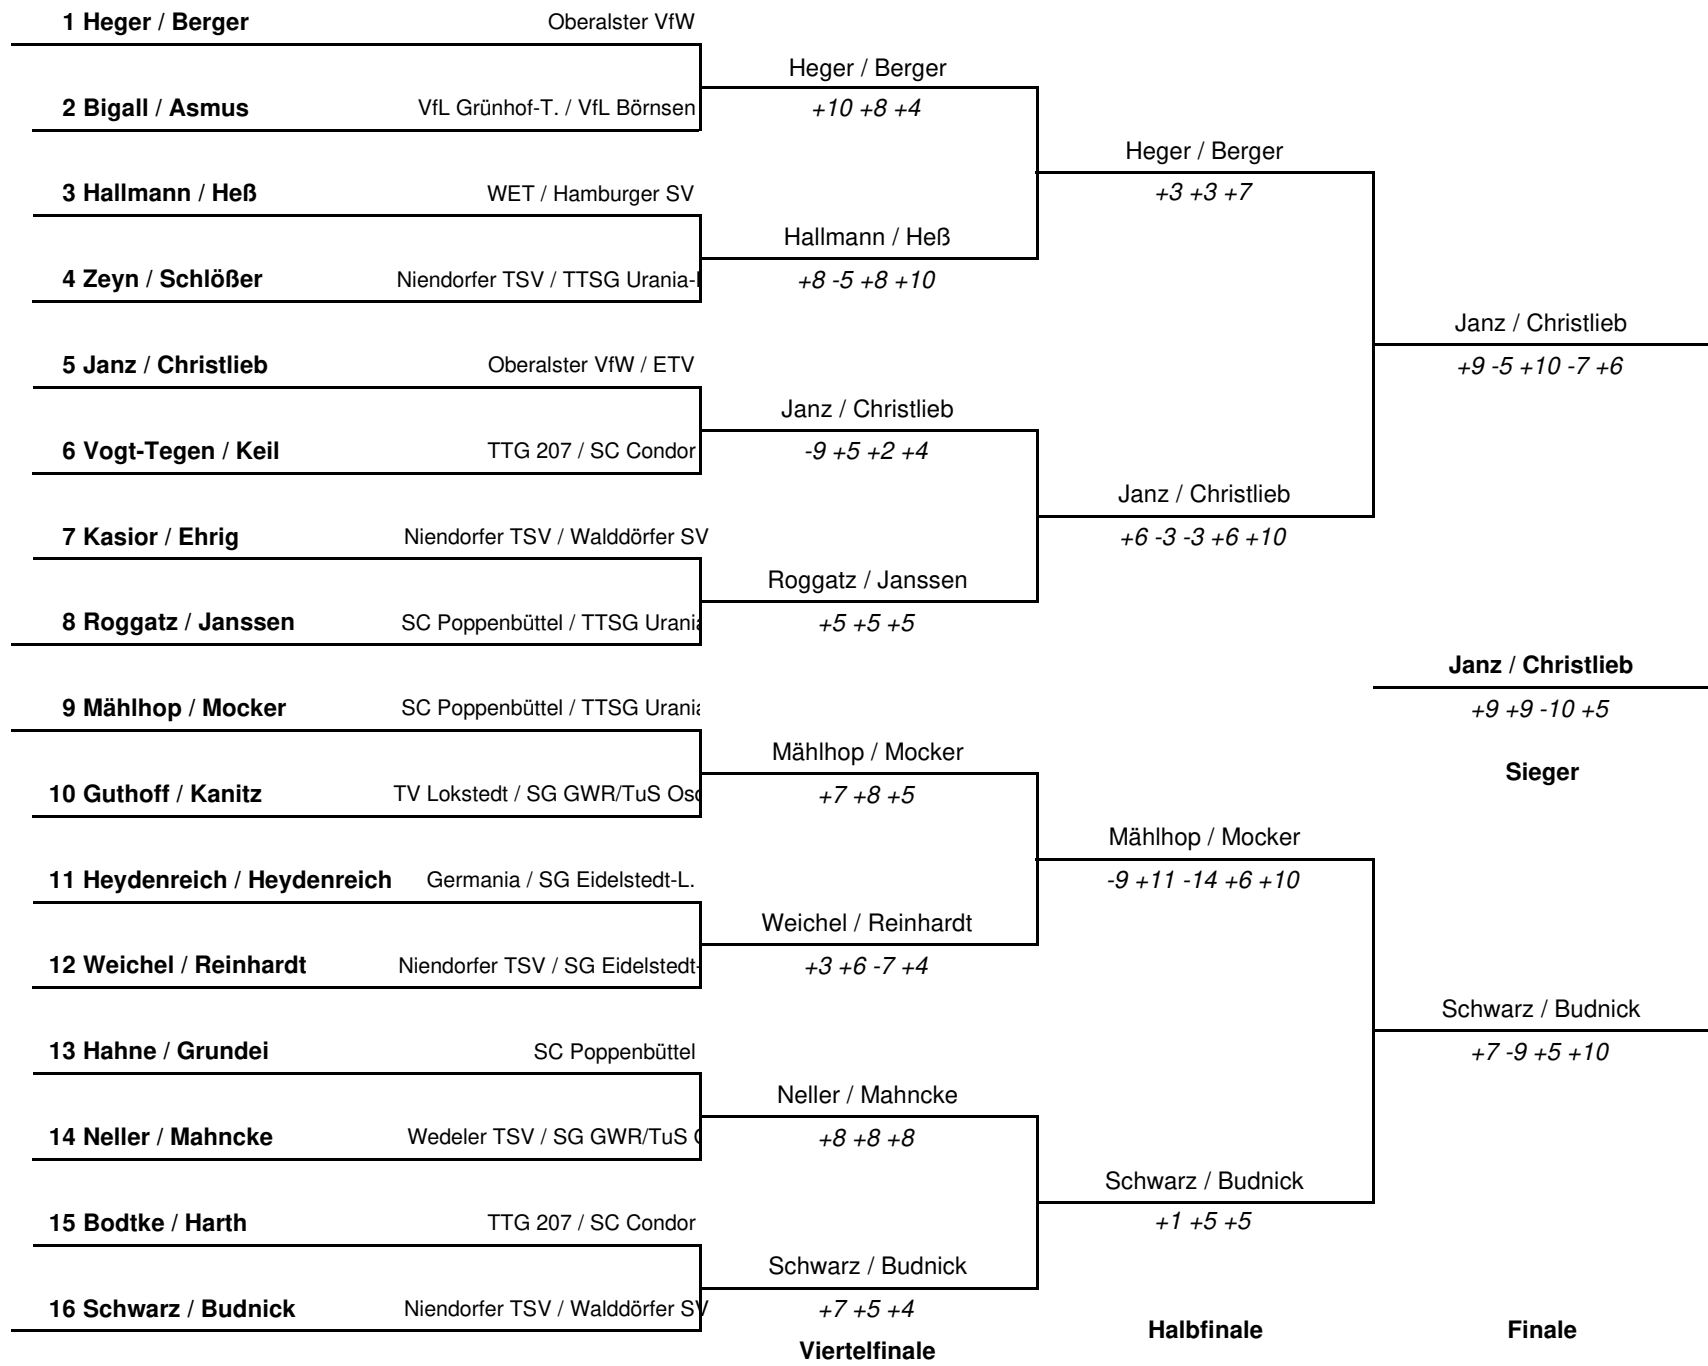 1 Heger / Berger Oberalster VfW
Heger / Berger
2 Bigall / Asmus VfL Grünhof-T. / VfL Börnsen +10 +8 +4
Heger / Berger
3 Hallmann / Heß WET / Hamburger SV +3 +3 +7
Hallmann / Heß
4 Zeyn / Schlößer Niendorfer TSV / TTSG Urania- +8 -5 +8 +10
Janz / Christlieb
5 Janz / Christlieb Oberalster VfW / ETV +9 -5 +10 -7 +6
Janz / Christlieb
6 Vogt-Tegen / Keil TTG 207 / SC Condor -9 +5 +2 +4
Janz / Christlieb
7 Kasior / Ehrig Niendorfer TSV / Walddörfer SV +6 -3 -3 +6 +10
Roggatz / Janssen
8 Roggatz / Janssen SC Poppenbüttel / TTSG Urania +5 +5 +5
Janz / Christlieb
9 Mählhop / Mocker SC Poppenbüttel / TTSG Urania +9 +9 -10 +5
Mählhop / Mocker
Sieger
10 Guthoff / Kanitz TV Lokstedt / SG GWR/TuS Osd +7 +8 +5
Mählhop / Mocker
11 Heydenreich / Heydenreich Germania / SG Eidelstedt-L. -9 +11 -14 +6 +10
Weichel / Reinhardt
12 Weichel / Reinhardt Niendorfer TSV / SG Eidelstedt- +3 +6 -7 +4
Schwarz / Budnick
13 Hahne / Grundei SC Poppenbüttel +7 -9 +5 +10
Neller / Mahncke
14 Neller / Mahncke Wedeler TSV / SG GWR/TuS +8 +8 +8
Schwarz / Budnick
15 Bodtke / Harth TTG 207 / SC Condor +1 +5 +5
Schwarz / Budnick
16 Schwarz / Budnick Niendorfer TSV / Walddörfer SV +7 +5 +4
Halbfinale Finale
Viertelfinale